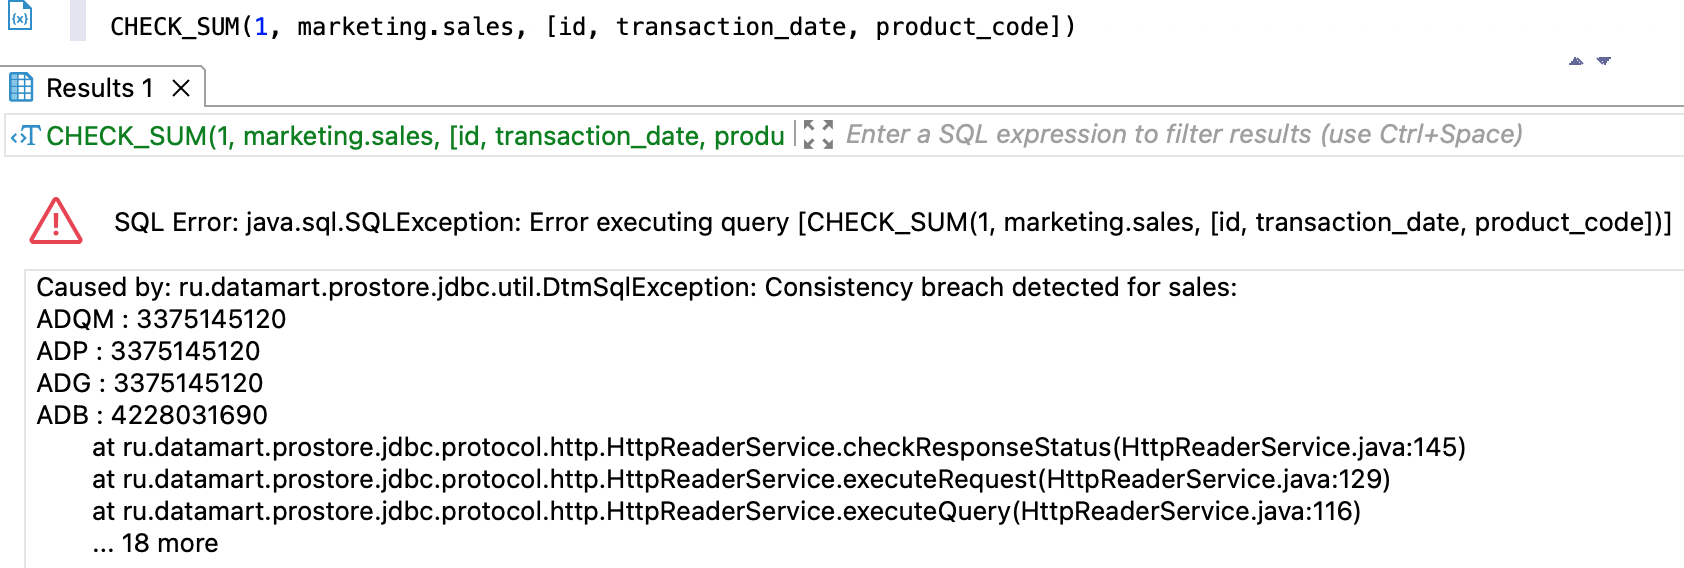 CHECK_SUM(1, marketing.sales, [id, transaction_date, product_code])
Results 1
CHECK_SUM(1, marketing.sales, [id, transaction_date, produ
Enter a SQL expression to filter results (use Ctrl+Space)
SQL Error: java.sql.SQLException: Error executing query [CHECK_SUM(1, marketing.sales, [id, transaction_date, product_code])]
Caused by: ru.datamart.prostore.jdbc.util.DtmSqlException: Consistency breach detected for sales:
ADQM : 3375145120
ADP : 3375145120
ADG : 3375145120
ADB : 4228031690
at ru.datamart.prostore.jdbc.protocol.http.HttpReaderService.checkResponseStatus(HttpReaderService.java:145)
at ru.datamart.prostore.jdbc.protocol.http.HttpReaderService.executeRequest(HttpReaderService.java:129)
at ru.datamart.prostore.jdbc.protocol.http.HttpReaderService.executeQuery(HttpReaderService.java:116)
... 18 more